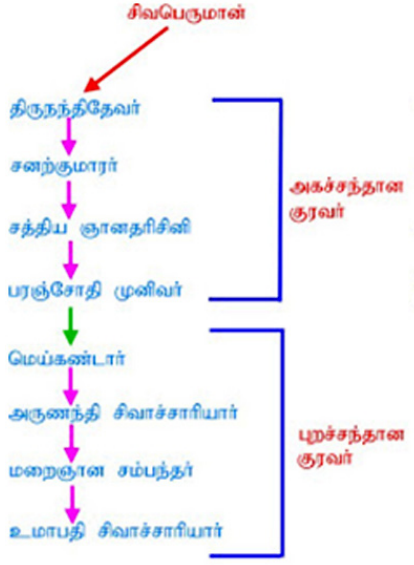 சிவபெருமான்
திருநந்திதேவர்
சனற்குமாரர்
சத்திய ஞானதரிசினி
பரஞ்சோதி முனிவர்
அகச்சந்தான
குரவர்
மெய்கண்டார்
அருணந்தி சிவாச்சாரியார்
மறைஞான சம்பந்தர்
உமாபதி சிவாச்சாரியார்
புறச்சந்தான
குரவர்